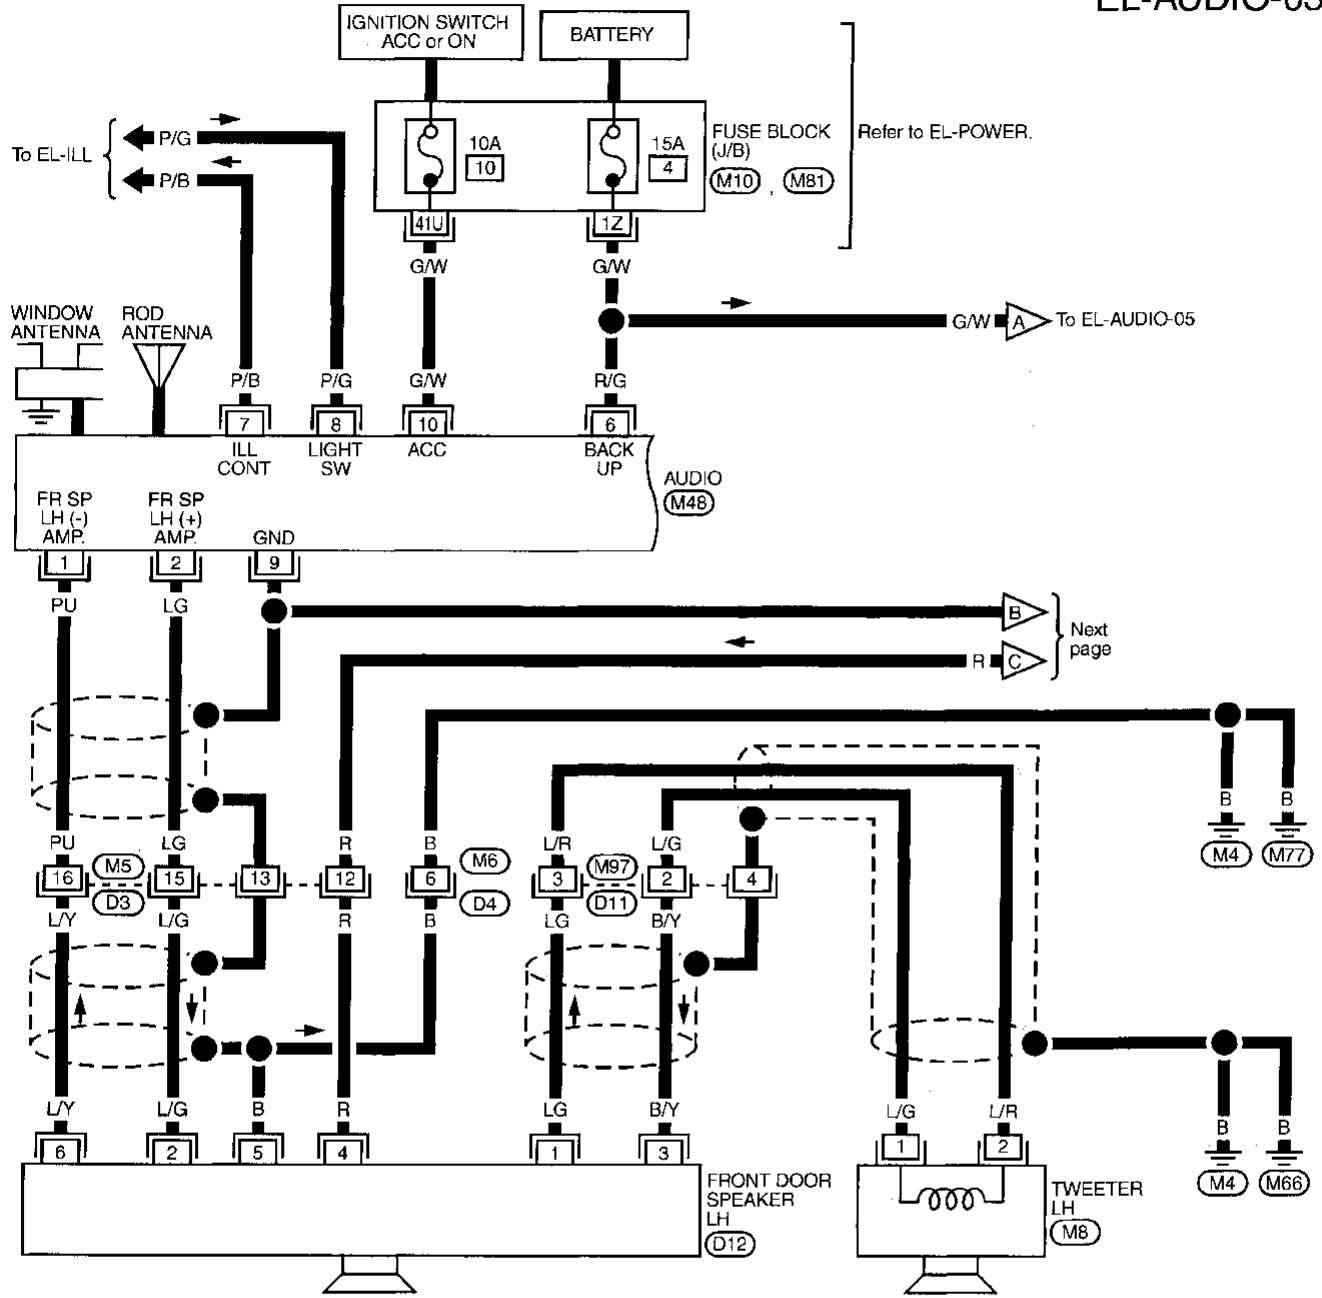 EL-AUDIO-03
IGNITION SWITCH
ACC or ON
BATTERY
To EL-ILL
P/G
P/B
10A
10
15A
4
FUSE BLOCK
(J/B)
M10 , M81
Refer to EL-POWER.
41U
1Z
G/W
G/W
WINDOW
ANTENNA
ROD
ANTENNA
G/W
A
To EL-AUDIO-05
P/B
P/G
G/W
R/G
7
8
10
6
ILL
CONT
LIGHT
SW
ACC
BACK
UP
AUDIO
M48
FR SP
LH (-)
AMP.
FR SP
LH (+)
AMP.
GND
1
2
9
PU
LG
B
R
C
Next
page
B
B
M4
M77
PU
LG
R
B
L/R
L/G
16
M5
D3
15
13
12
6
M6
D4
3
M97
D11
2
4
L/Y
L/G
R
B
LG
B/Y
L/Y
L/G
B
R
LG
B/Y
L/G
L/R
B
B
M4
M66
6
2
5
4
1
3
1
2
FRONT DOOR
SPEAKER
LH
D12
TWEETER
LH
M8